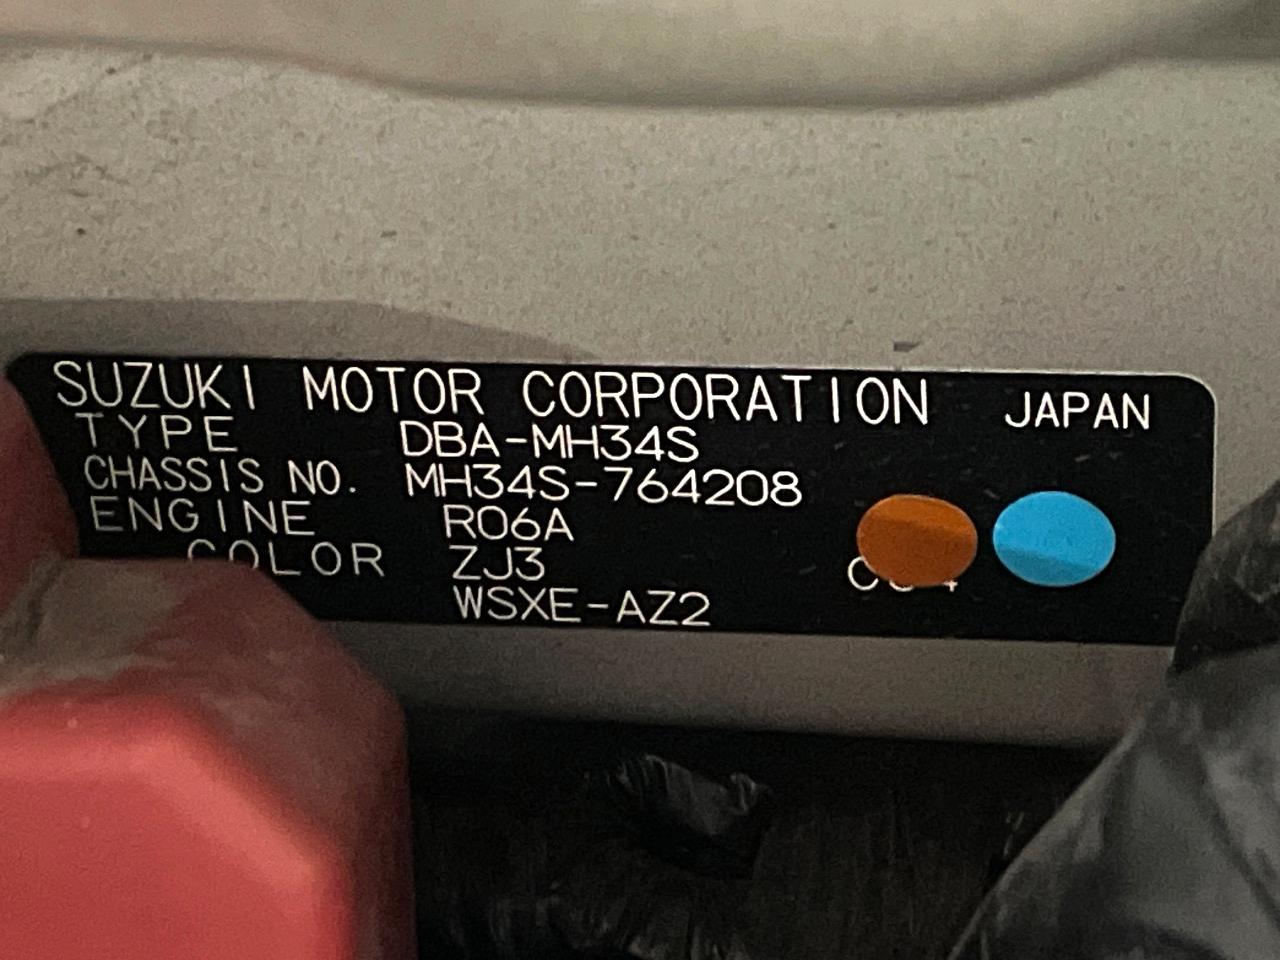 SUZUKI MOTOR CORPORATION JAPAN
TYPE DBA-MH34S
CHASSIS NO. MH34S-764208
ENGINE R06A
COLOR ZJ3
WSXE-AZ2